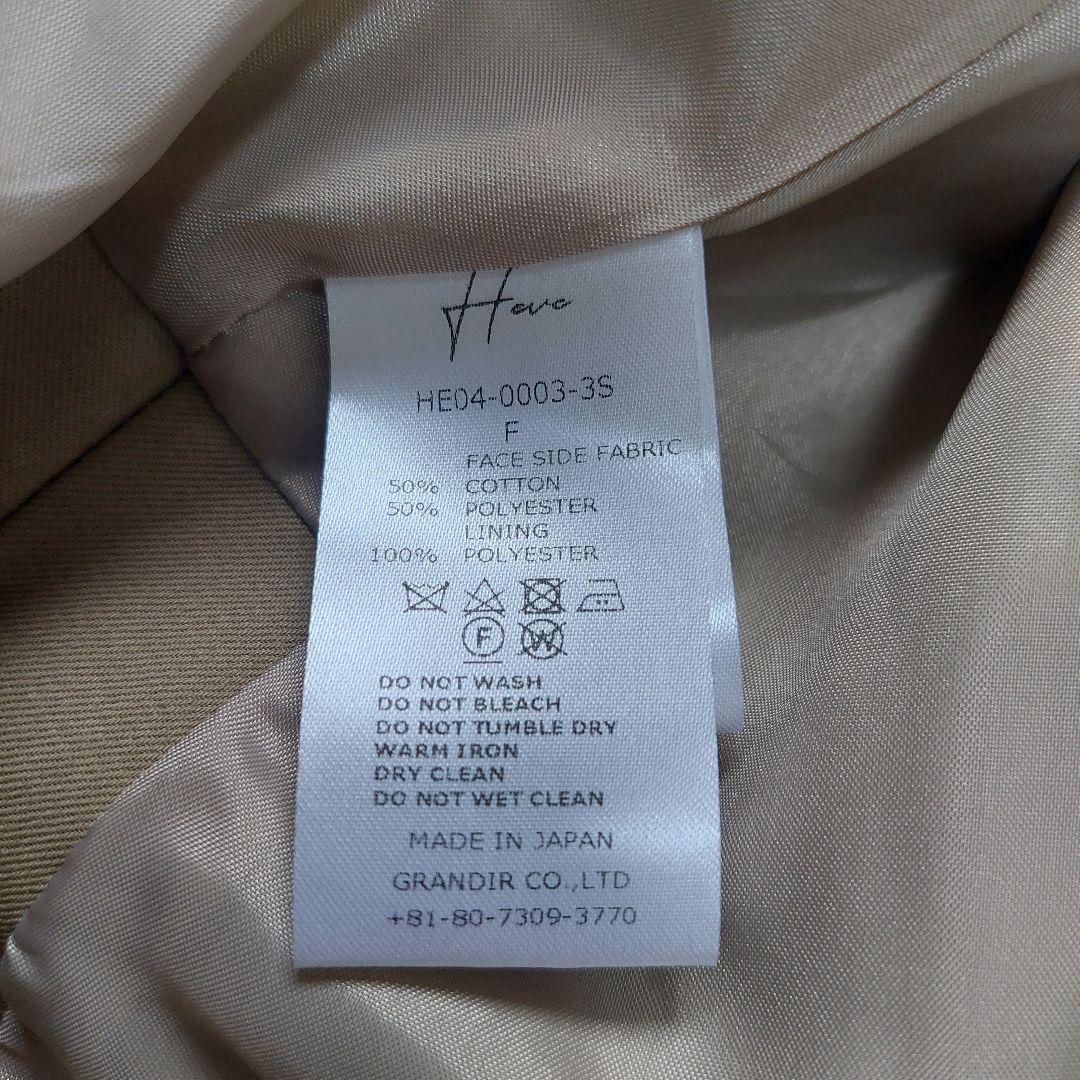 Heve
HE04-0003-3S
F
FACE SIDE FABRIC
50% COTTON
50% POLYESTER
LINING
100% POLYESTER
F W
DO NOT WASH
DO NOT BLEACH
DO NOT TUMBLE DRY
WARM IRON
DRY CLEAN
DO NOT WET CLEAN
MADE IN JAPAN
GRANDIR CO.,LTD
+81-80-7309-3770